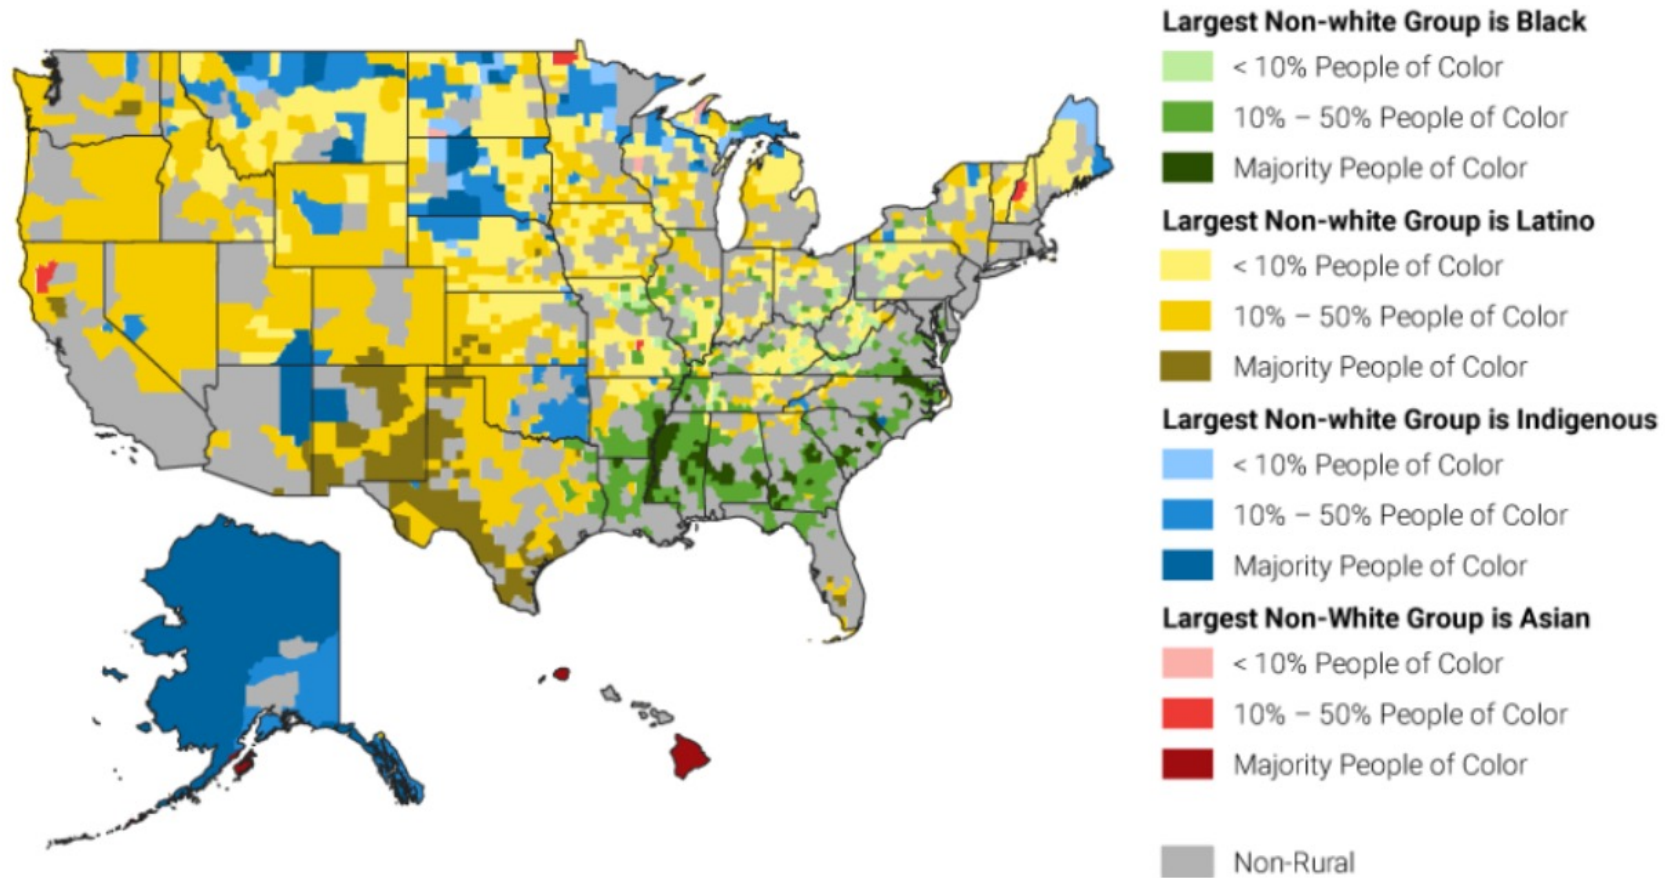 Largest Non-white Group is Black
< 10% People of Color
10% – 50% People of Color
Majority People of Color
Largest Non-white Group is Latino
< 10% People of Color
10% – 50% People of Color
Majority People of Color
Largest Non-white Group is Indigenous
< 10% People of Color
10% – 50% People of Color
Majority People of Color
Largest Non-White Group is Asian
< 10% People of Color
10% – 50% People of Color
Majority People of Color
Non-Rural